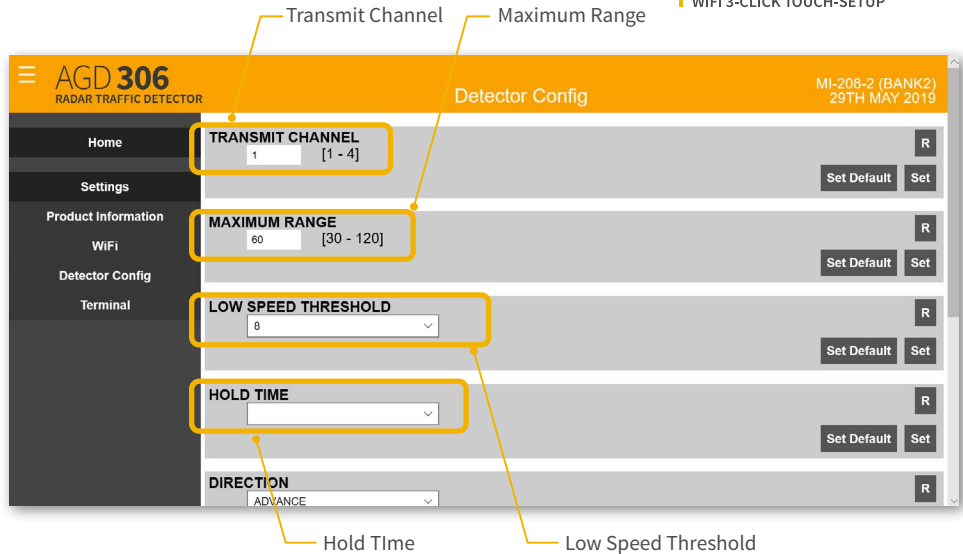 WIFI 3-CLICK TOUCH-SETUP
Transmit Channel
Maximum Range
AGD 306
RADAR TRAFFIC DETECTOR
Detector Config
MI-208-2 (BANK2)
29TH MAY 2019
Home
Settings
Product Information
WiFi
Detector Config
Terminal
TRANSMIT CHANNEL
1 [1 - 4]
R
Set Default Set
MAXIMUM RANGE
60 [30 - 120]
R
Set Default Set
LOW SPEED THRESHOLD
8
R
Set Default Set
HOLD TIME
R
Set Default Set
DIRECTION
ADVANCE
R
Hold TIme
Low Speed Threshold